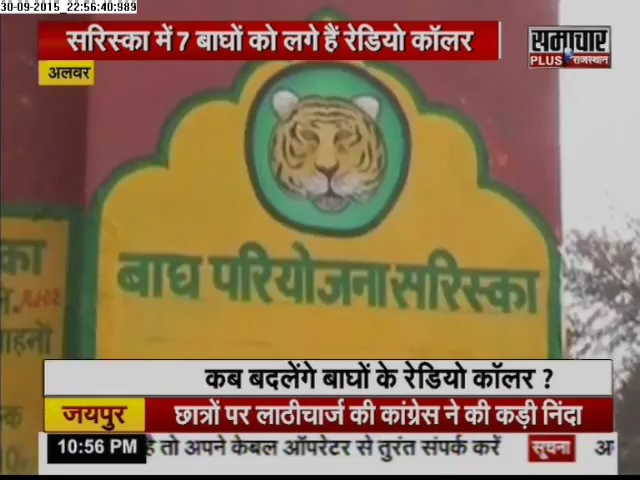 30-09-2015_22:56:40:989
सरिस्का में 7 बाघों को लगे हैं रेडियो कॉलर
समाचार
PLUS राजस्थान
अलवर
बाघ परियोजना सरिस्का
का
कब बदलेंगे बाघों के रेडियो कॉलर ?
जयपुर छात्रों पर लाठीचार्ज की कांग्रेस ने की कड़ी निंदा
10:56 PM है तो अपने केबल ऑपरेटर से तुरंत संपर्क करें सूचना